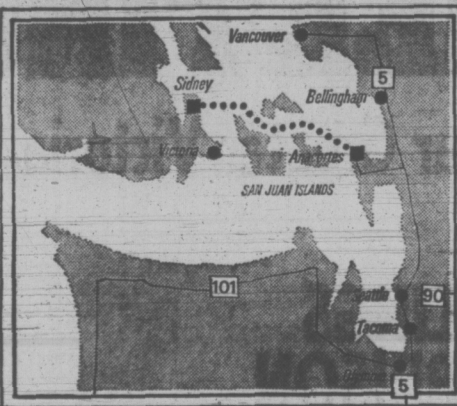 Vancouver
5
Sidney
Bellingham
Victoria
Anacortes
SAN JUAN ISLANDS
101
Seattle
90
Tacoma
5